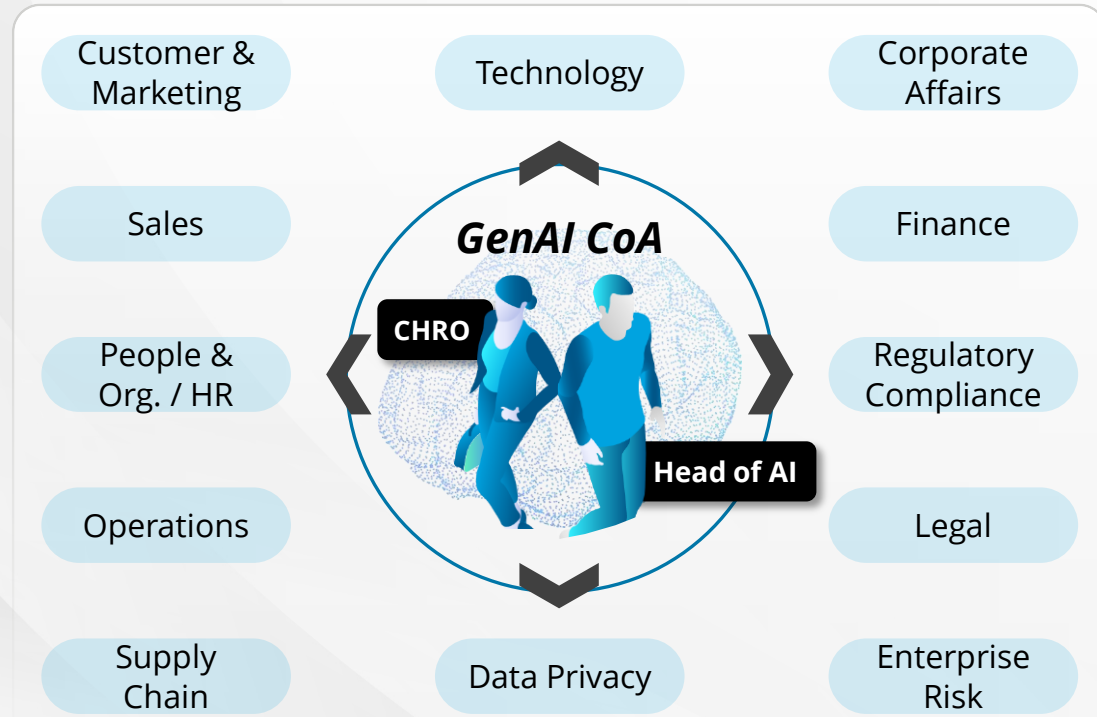 Customer &
Marketing
Technology
Corporate
Affairs
Sales
GenAI CoA
Finance
CHRO
People &
Org. / HR
Regulatory
Compliance
Head of AI
Operations
Legal
Supply
Chain
Data Privacy
Enterprise
Risk